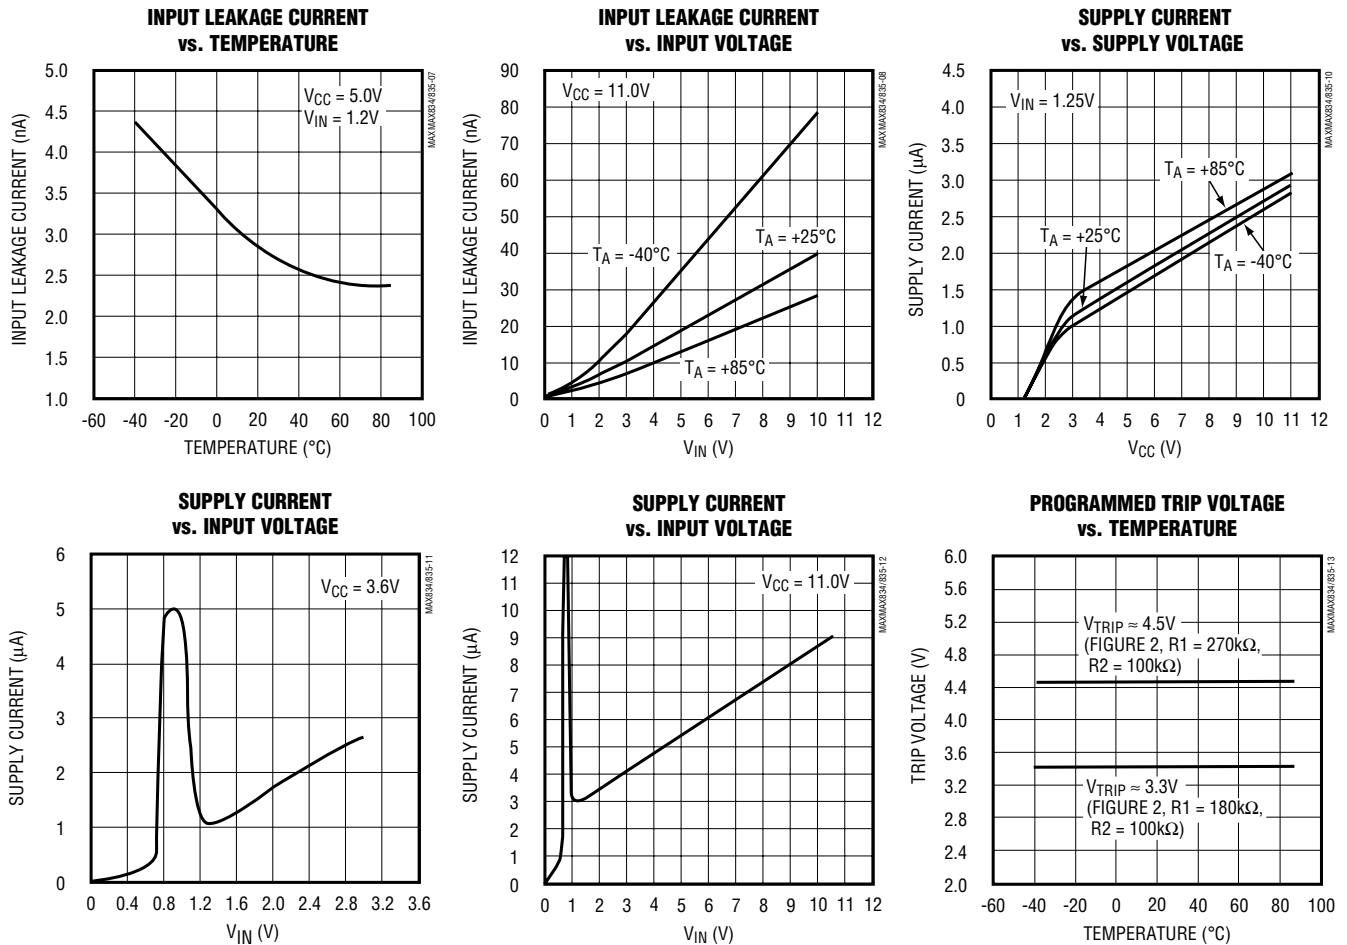 INPUT LEAKAGE CURRENT
vs. TEMPERATURE
5.0
4.5
4.0
3.5
3.0
2.5
2.0
1.5
1.0
INPUT LEAKAGE CURRENT (nA)
VCC = 5.0V
VIN = 1.2V
MAXMAX834/835-07
-60 -40 -20 0 20 40 60 80 100
TEMPERATURE (°C)
INPUT LEAKAGE CURRENT
vs. INPUT VOLTAGE
90
80
70
60
50
40
30
20
10
0
INPUT LEAKAGE CURRENT (nA)
VCC = 11.0V
TA = +25°C
TA = -40°C
TA = +85°C
MAXMAX834/835-08
0 1 2 3 4 5 6 7 8 9 10 11 12
VIN (V)
SUPPLY CURRENT
vs. SUPPLY VOLTAGE
4.5
4.0
3.5
3.0
2.5
2.0
1.5
1.0
0.5
0
SUPPLY CURRENT (µA)
VIN = 1.25V
TA = +85°C
TA = +25°C
TA = -40°C
MAXMAX834/835-10
0 1 2 3 4 5 6 7 8 9 10 11 12
VCC (V)
SUPPLY CURRENT
vs. INPUT VOLTAGE
6
5
4
3
2
1
0
SUPPLY CURRENT (µA)
VCC = 3.6V
MAX834/835-11
0 0.4 0.8 1.2 1.6 2.0 2.4 2.8 3.2 3.6
VIN (V)
SUPPLY CURRENT
vs. INPUT VOLTAGE
12
11
10
9
8
7
6
5
4
3
2
1
0
SUPPLY CURRENT (µA)
VCC = 11.0V
MAXMAX834/835-12
0 1 2 3 4 5 6 7 8 9 10 11 12
VIN (V)
PROGRAMMED TRIP VOLTAGE
vs. TEMPERATURE
6.0
5.6
5.2
4.8
4.4
4.0
3.6
3.2
2.8
2.4
2.0
TRIP VOLTAGE (V)
VTRIP ≈ 4.5V
(FIGURE 2, R1 = 270kΩ,
R2 = 100kΩ)
VTRIP ≈ 3.3V
(FIGURE 2, R1 = 180kΩ,
R2 = 100kΩ)
MAXMAX834/835-13
-60 -40 -20 0 20 40 60 80 100
TEMPERATURE (°C)